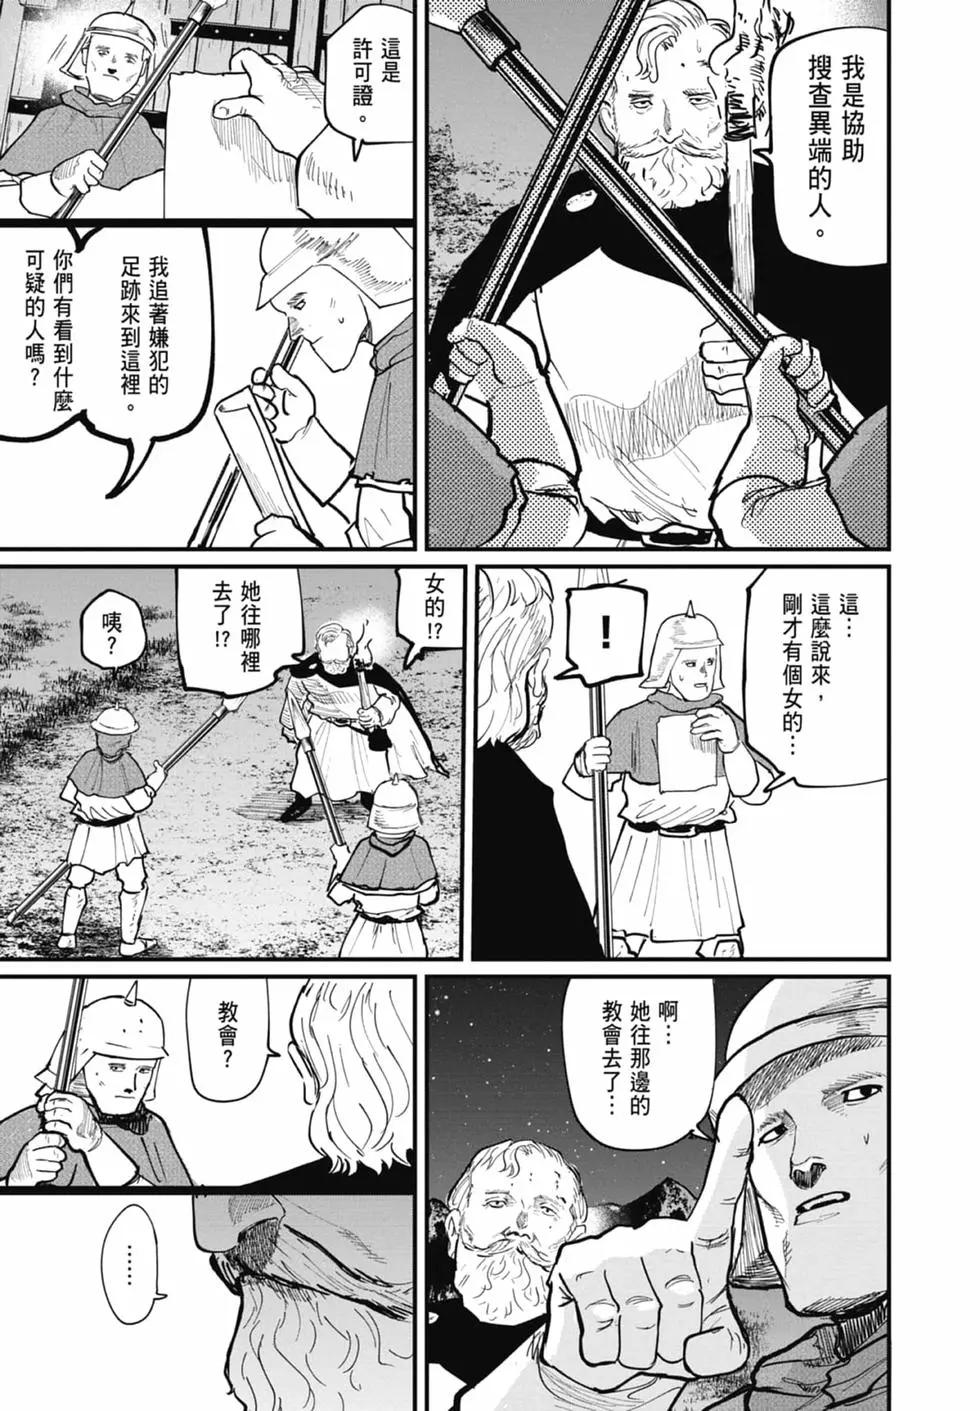 我是協助
搜查異端的人。
這是
許可證。
我追著嫌犯的
足跡來到這裡。
你們有看到什麼
可疑的人嗎？
這…
這麼說來，
剛才有個女的…
！
女的!?
她往哪裡
去了!?
咦？
啊…
她往那邊的
教會去了…
教會？
……